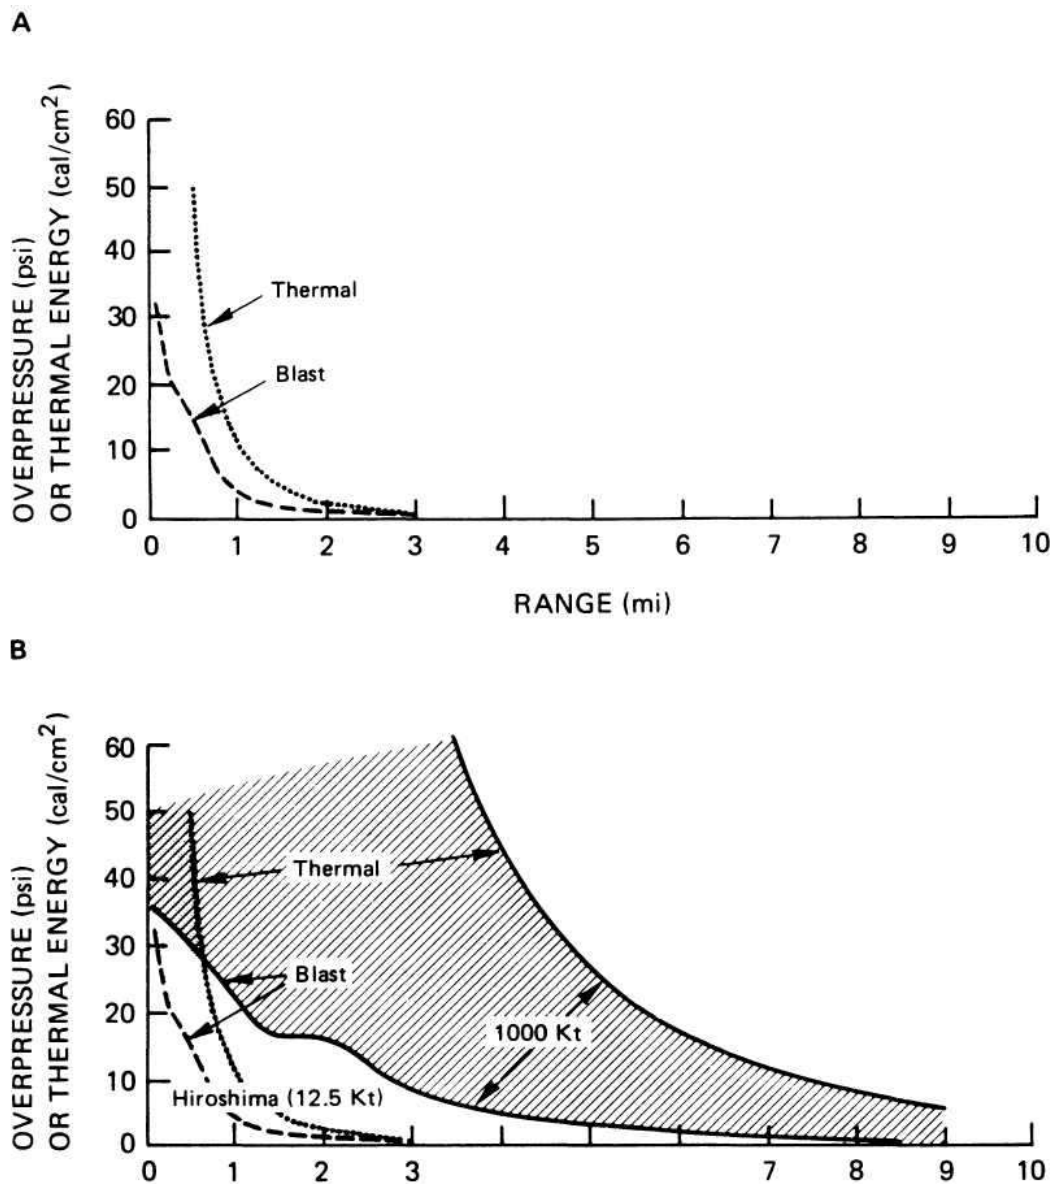 A
OVERPRESSURE (psi)
OR THERMAL ENERGY (cal/cm²)
60
50
40
30
20
10
0
Thermal
Blast
0 1 2 3 4 5 6 7 8 9 10
RANGE (mi)
B
OVERPRESSURE (psi)
OR THERMAL ENERGY (cal/cm²)
60
50
40
30
20
10
0
Thermal
Blast
1000 Kt
Hiroshima (12.5 Kt)
0 1 2 3 7 8 9 10